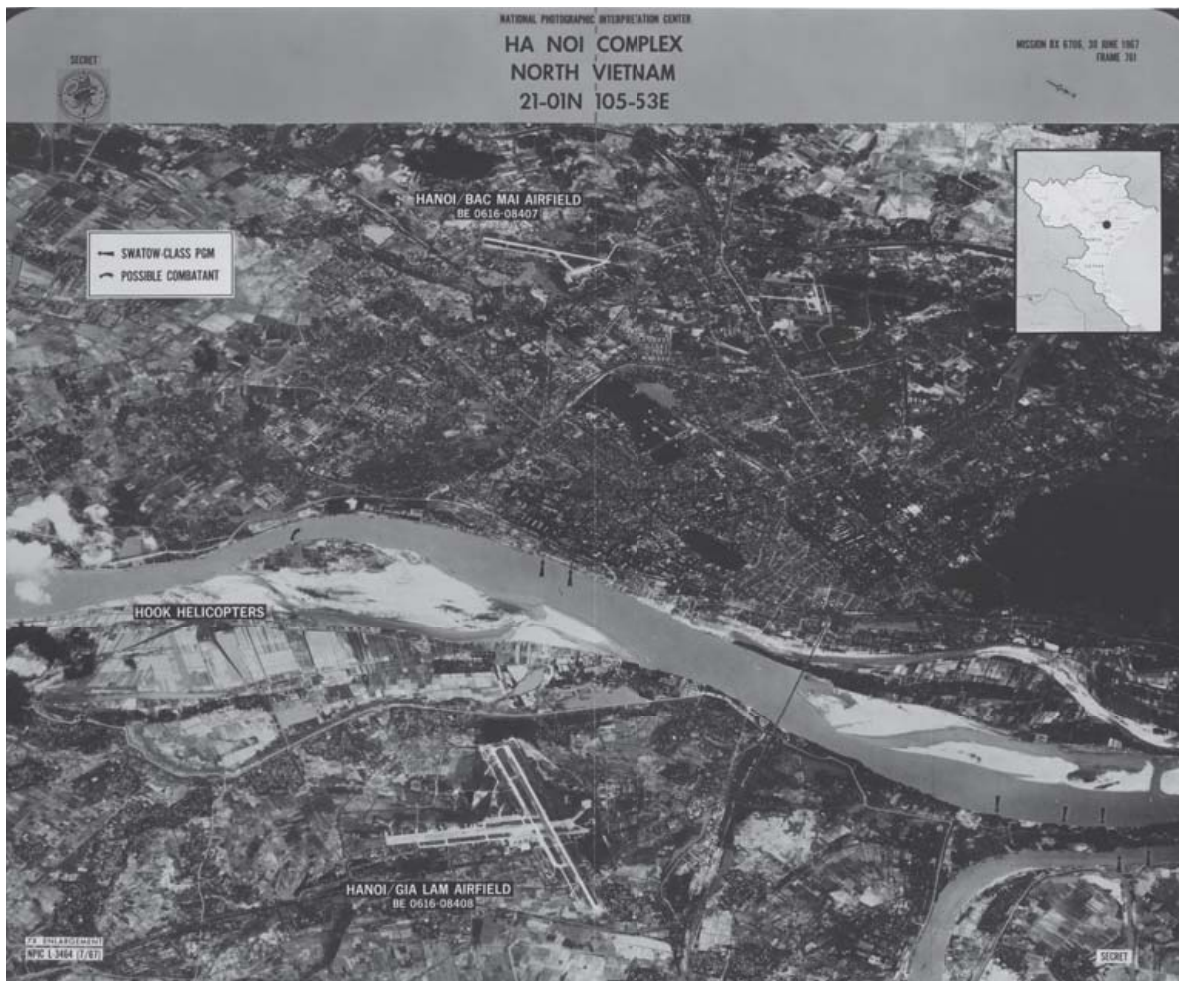 NATIONAL PHOTOGRAPHIC INTERPRETATION CENTER
HA NOI COMPLEX
NORTH VIETNAM
21-01N 105-53E
SECRET
MISSION BX 6706, 30 JUNE 1967
FRAME 761
HANOI/BAC MAI AIRFIELD
BE 0616-08407
SWATOW-CLASS PGM
POSSIBLE COMBATANT
HOOK HELICOPTERS
HANOI/GIA LAM AIRFIELD
BE 0616-08408
ENLARGEMENT
NPIC L-3464 (7/67)
SECRET